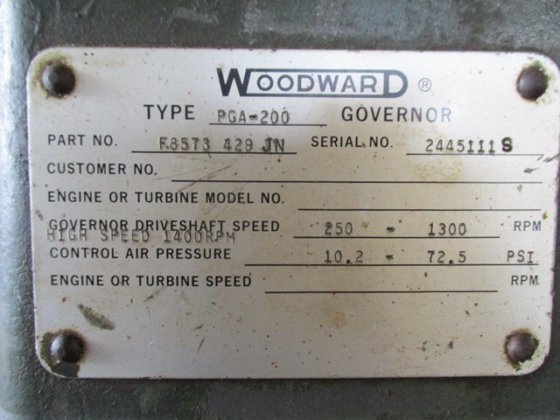 WOODWARD ®
TYPE PGA-200 GOVERNOR
PART NO. F8573 429 JN SERIAL NO. 2445111 S
CUSTOMER NO.
ENGINE OR TURBINE MODEL NO.
GOVERNOR DRIVESHAFT SPEED 250 - 1300 RPM
HIGH SPEED 1400RPM
CONTROL AIR PRESSURE 10.2 - 72.5 PSI
ENGINE OR TURBINE SPEED RPM